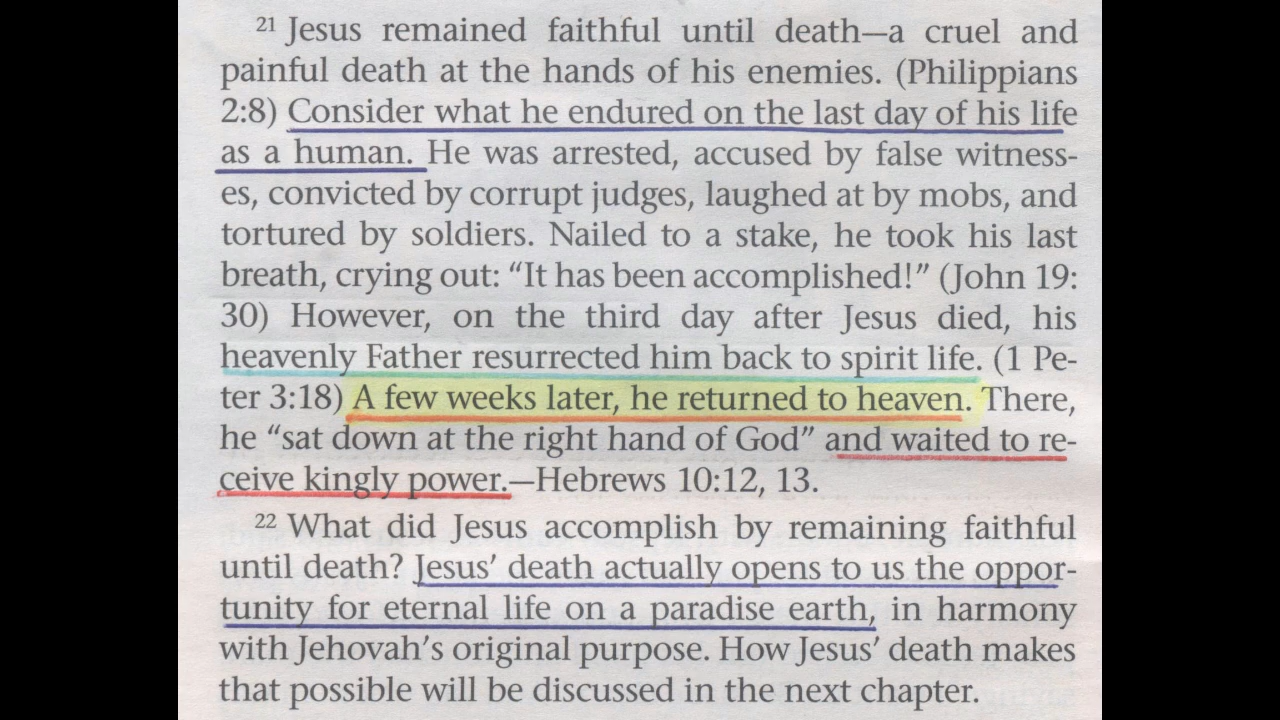 21 Jesus remained faithful until death—a cruel and
painful death at the hands of his enemies. (Philippians
2:8) Consider what he endured on the last day of his life
as a human. He was arrested, accused by false witness-
es, convicted by corrupt judges, laughed at by mobs, and
tortured by soldiers. Nailed to a stake, he took his last
breath, crying out: “It has been accomplished!” (John 19:
30) However, on the third day after Jesus died, his
heavenly Father resurrected him back to spirit life. (1 Pe-
ter 3:18) A few weeks later, he returned to heaven. There,
he “sat down at the right hand of God” and waited to re-
ceive kingly power.—Hebrews 10:12, 13.
22 What did Jesus accomplish by remaining faithful
until death? Jesus’ death actually opens to us the oppor-
tunity for eternal life on a paradise earth, in harmony
with Jehovah’s original purpose. How Jesus’ death makes
that possible will be discussed in the next chapter.